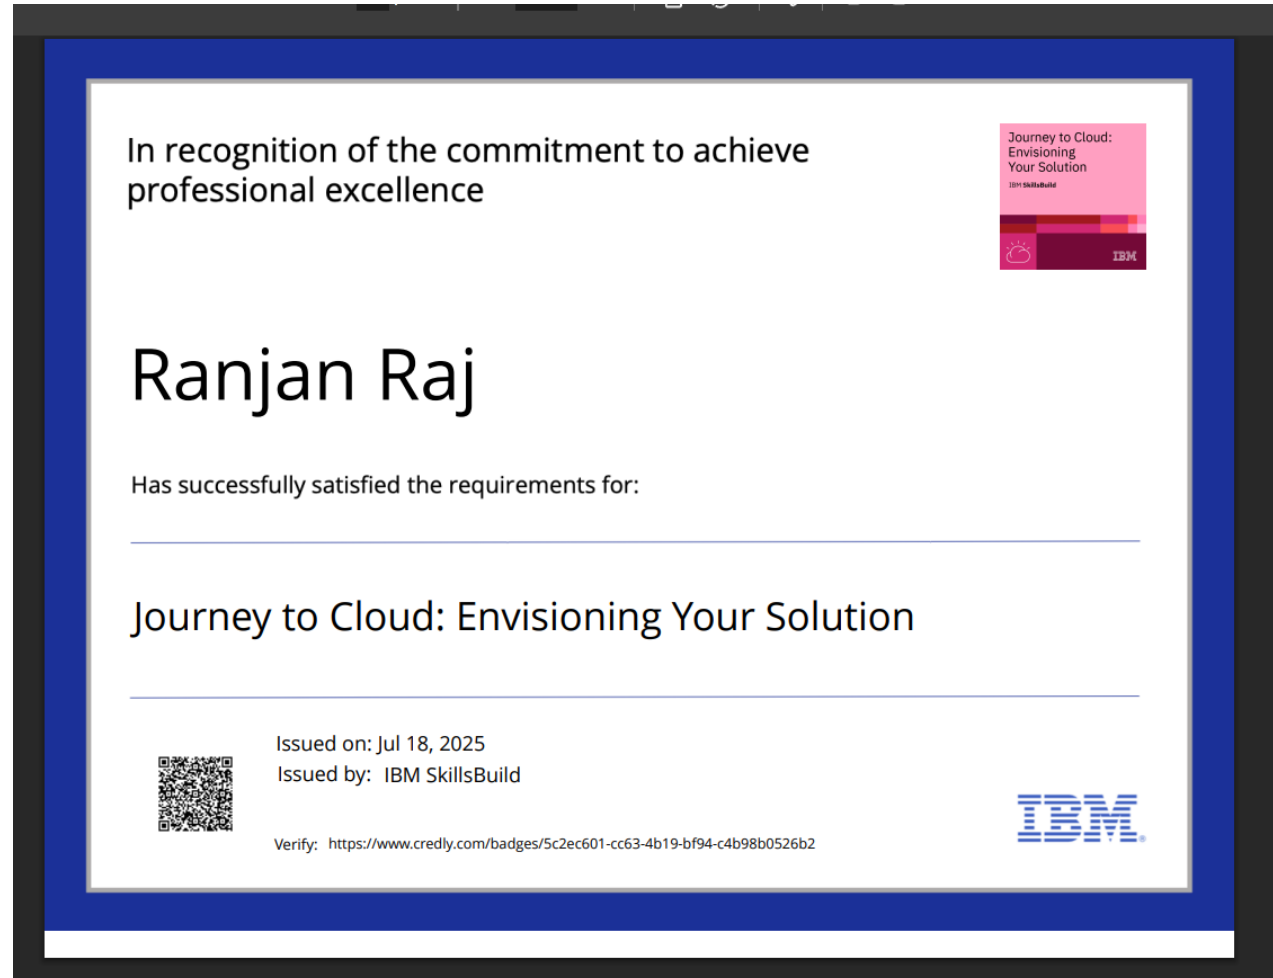 In recognition of the commitment to achieve
professional excellence
Journey to Cloud:
Envisioning
Your Solution
IBM SkillsBuild
IBM
Ranjan Raj
Has successfully satisfied the requirements for:
Journey to Cloud: Envisioning Your Solution
Issued on: Jul 18, 2025
Issued by: IBM SkillsBuild
Verify: https://www.credly.com/badges/5c2ec601-cc63-4b19-bf94-c4b98b0526b2
IBM®